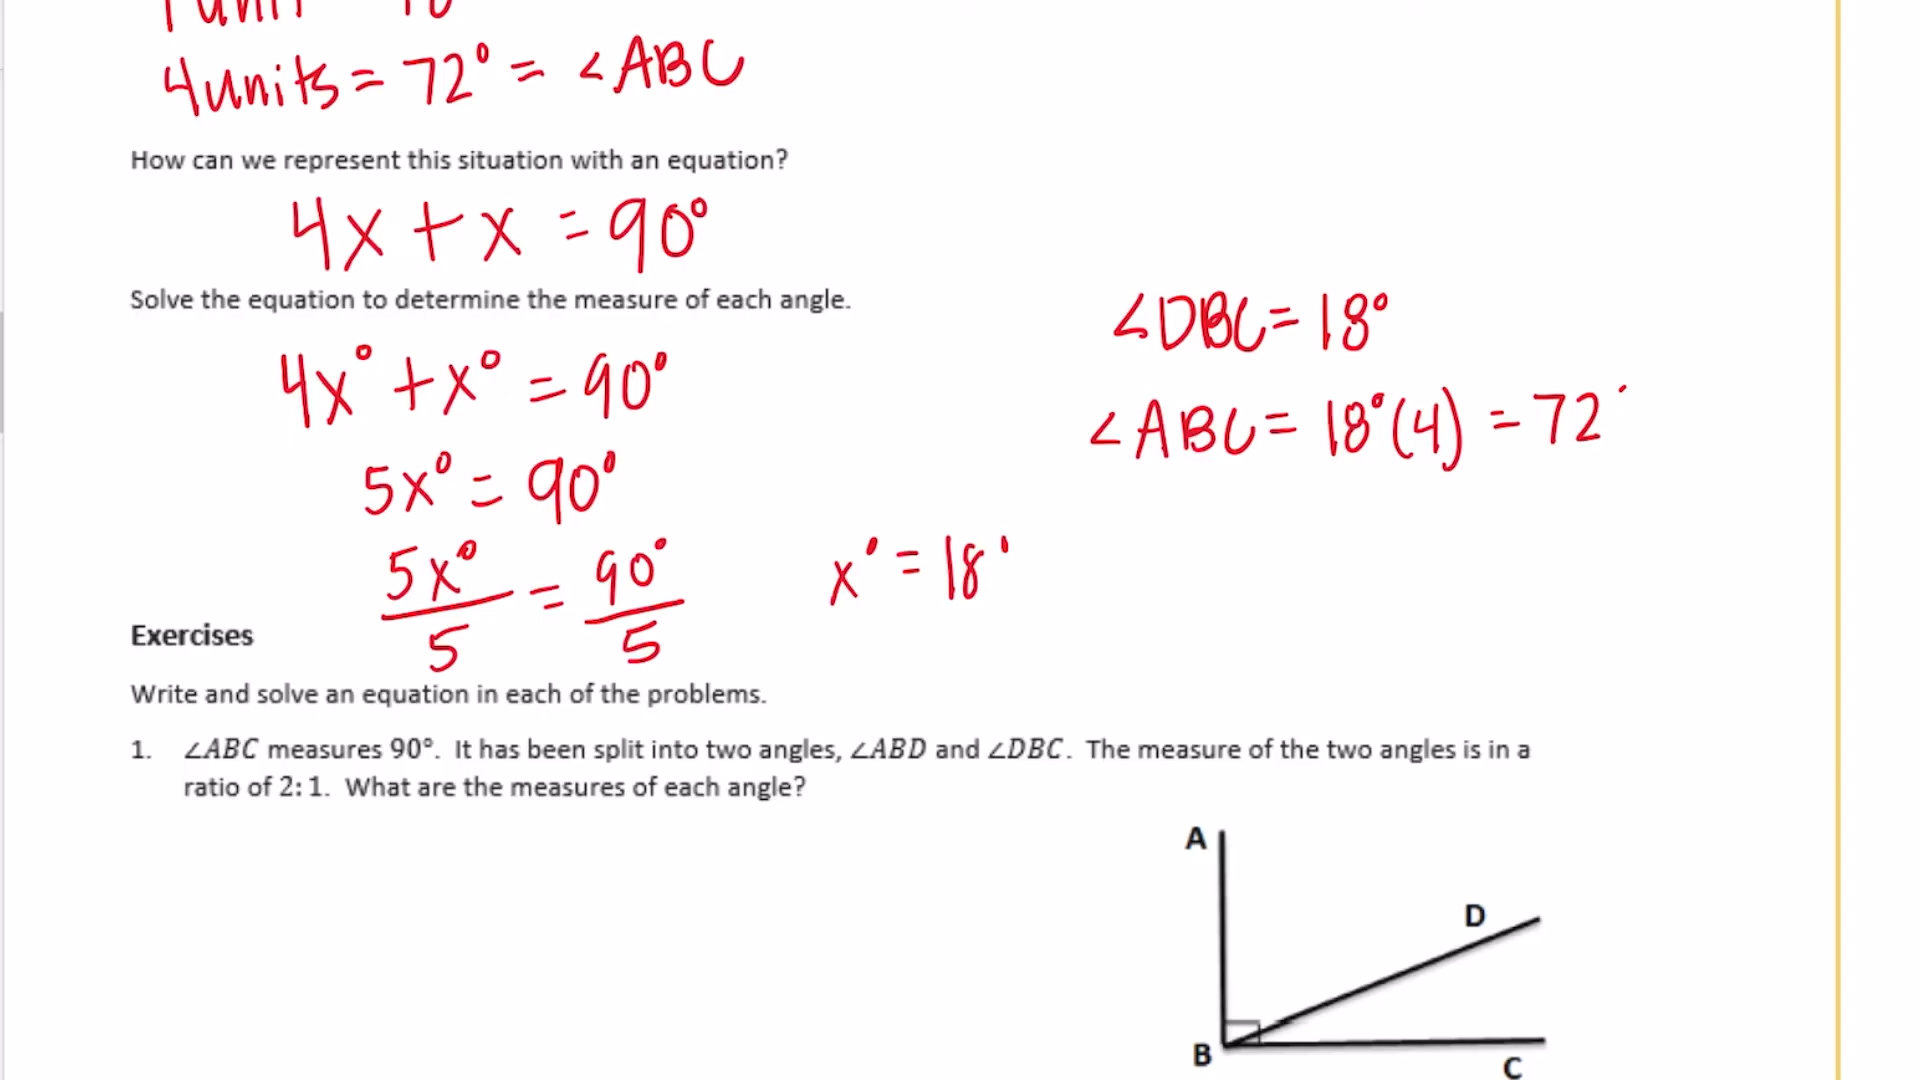 4units = 72° = ∠ABC
How can we represent this situation with an equation?
4x + x = 90°
Solve the equation to determine the measure of each angle.
∠DBC = 18°
4x° + x° = 90°
∠ABC = 18°(4) = 72°
5x° = 90°
5x°/5 = 90°/5
x° = 18°
Exercises
Write and solve an equation in each of the problems.
1. ∠ABC measures 90°. It has been split into two angles, ∠ABD and ∠DBC. The measure of the two angles is in a
ratio of 2:1. What are the measures of each angle?
A
D
B
C